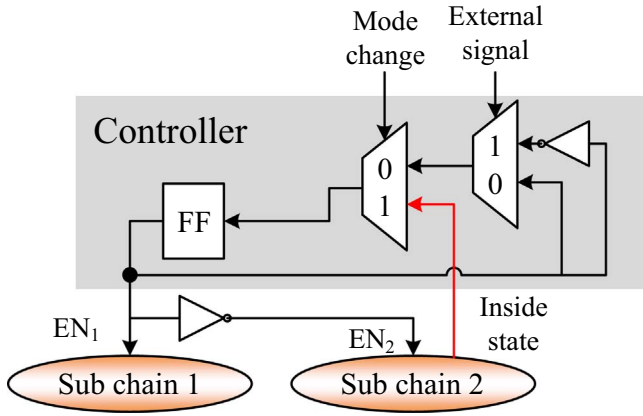 Mode
change
External
signal
Controller
0
1
1
0
FF
EN₁
EN₂
Inside
state
Sub chain 1
Sub chain 2